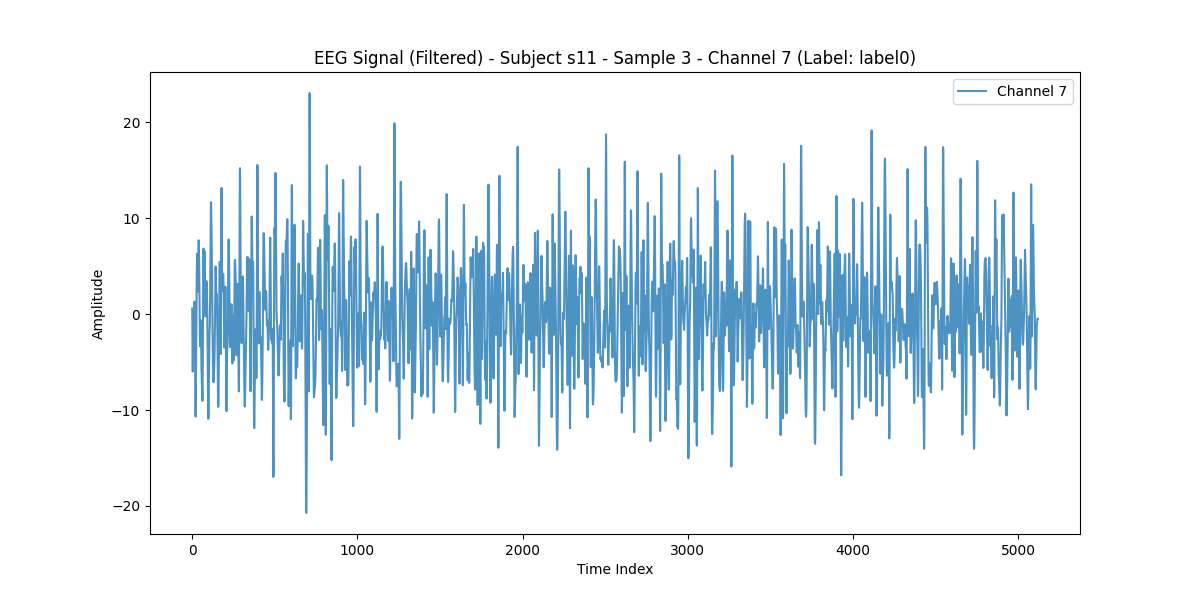 EEG Signal (Filtered) - Subject s11 - Sample 3 - Channel 7 (Label: label0)
Channel 7
20
10
0
−10
−20
Amplitude
0 1000 2000 3000 4000 5000
Time Index